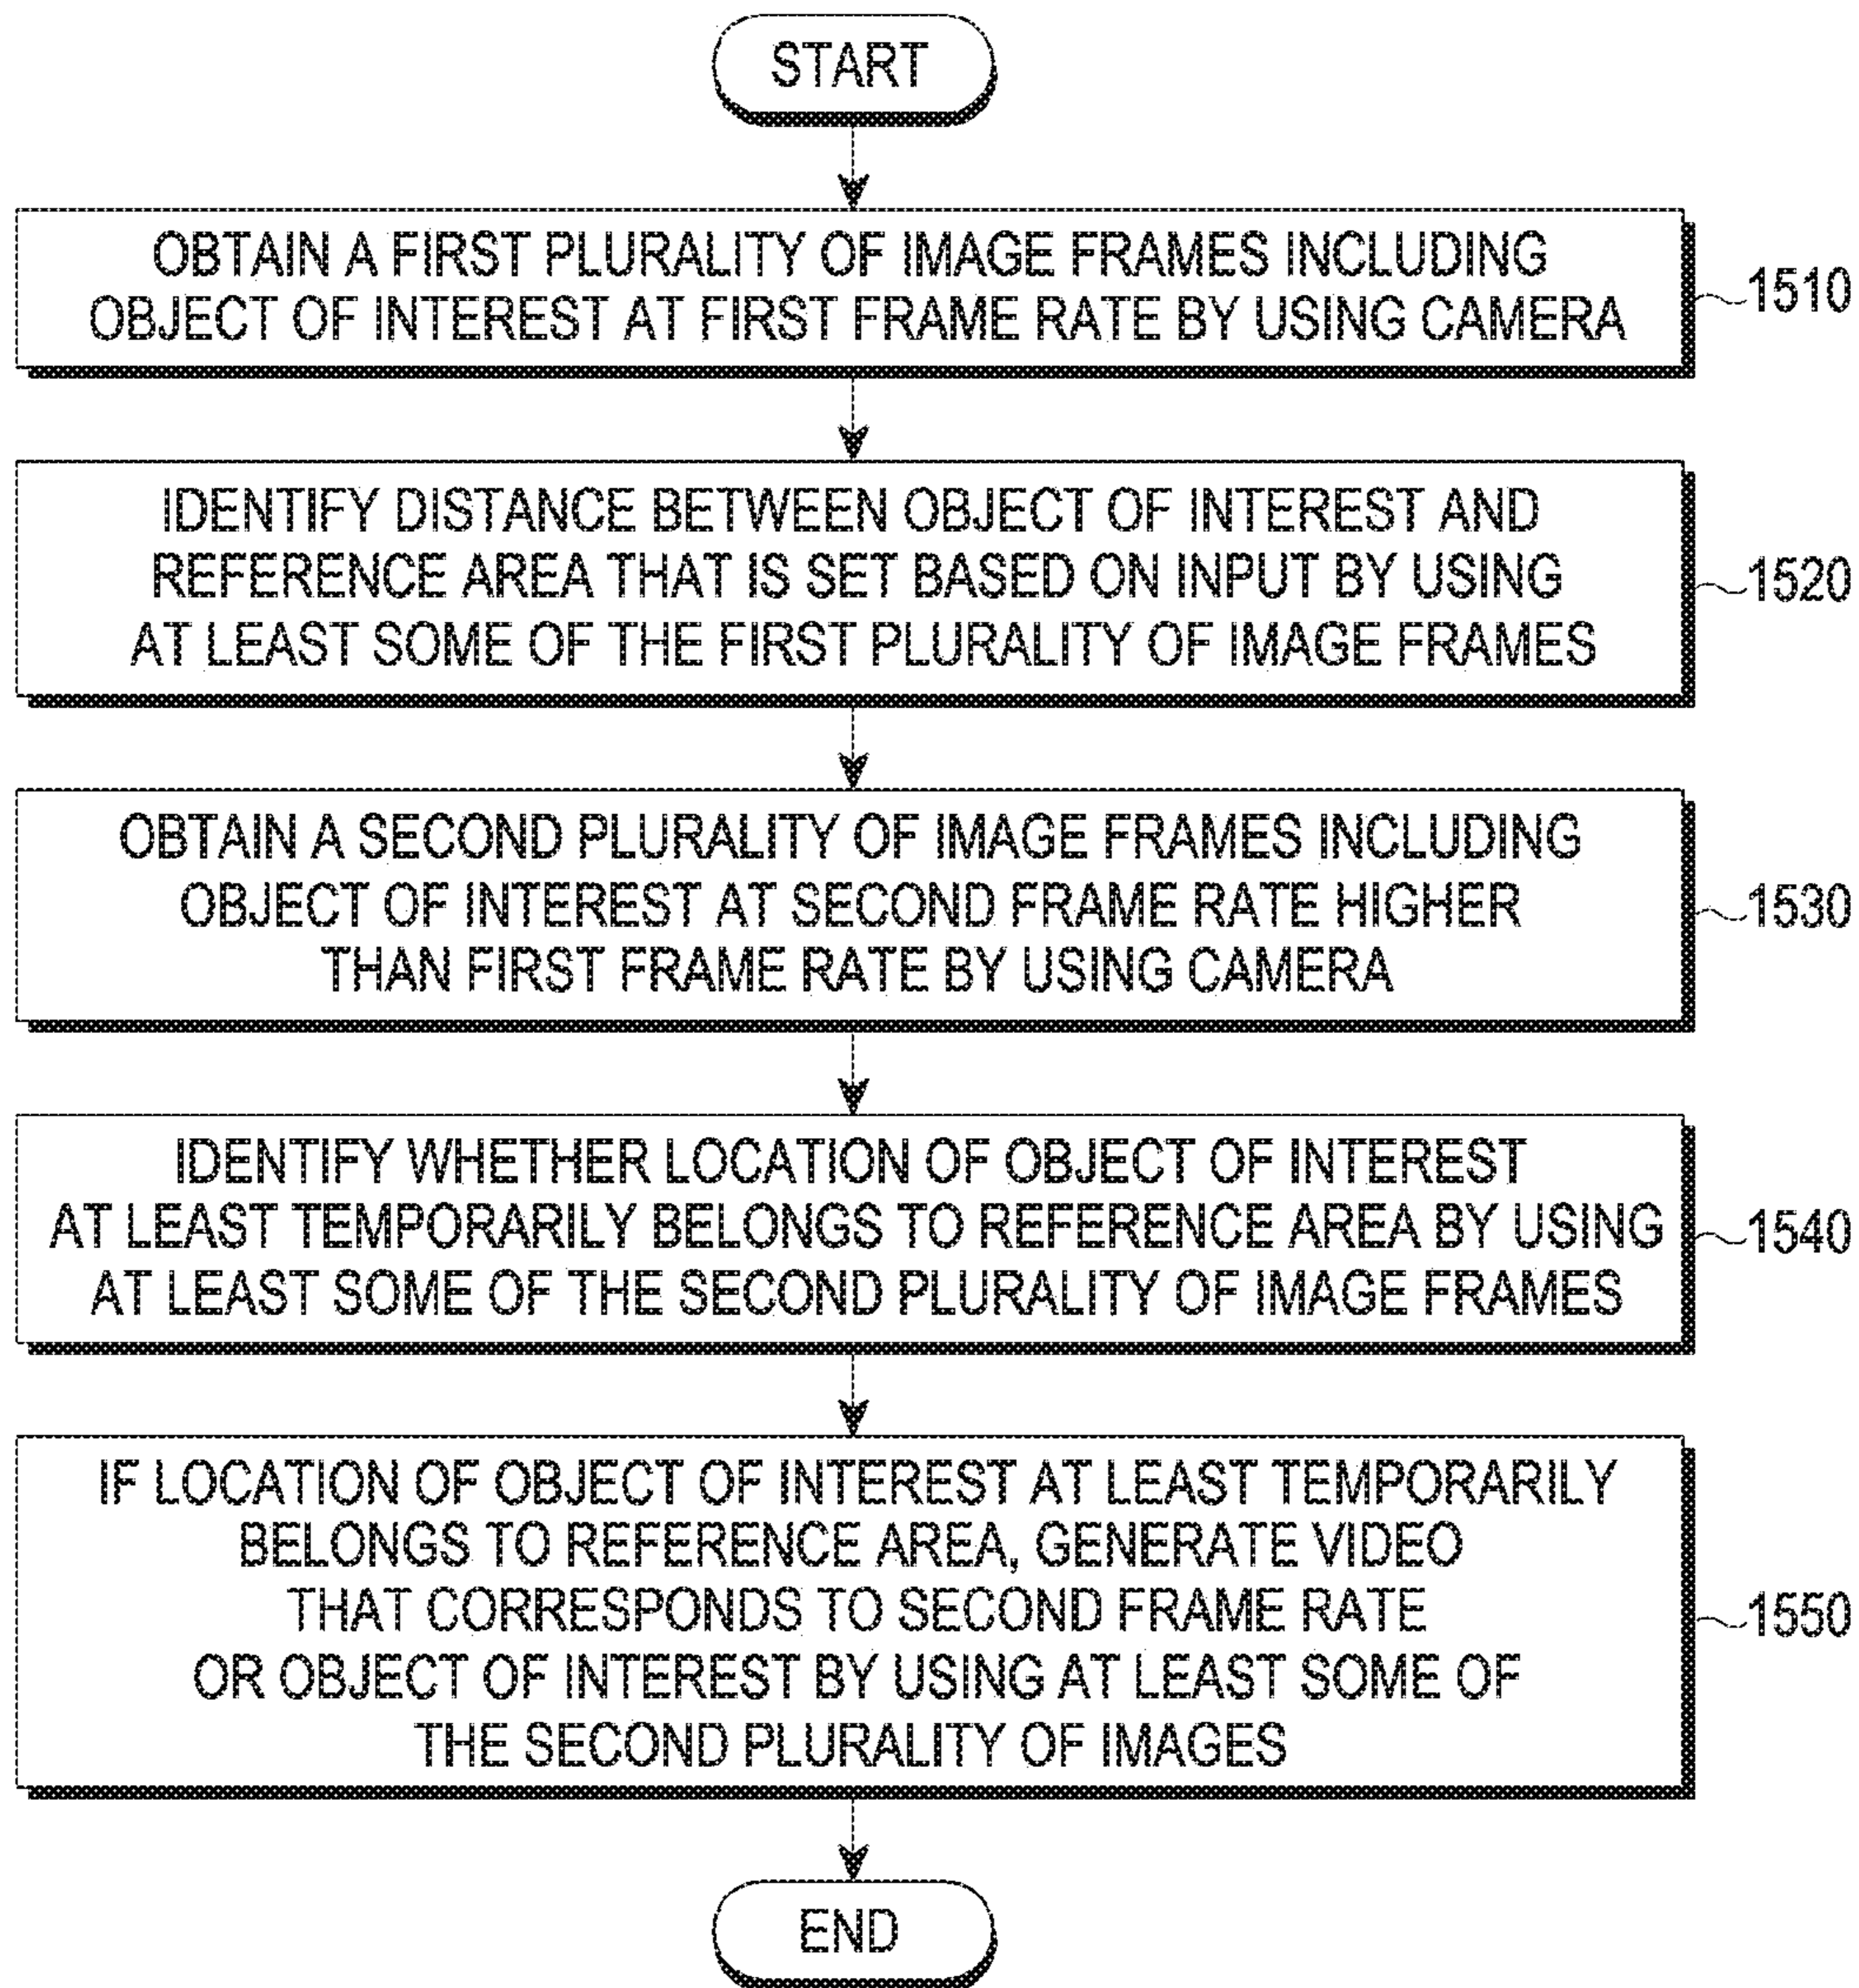 START
OBTAIN A FIRST PLURALITY OF IMAGE FRAMES INCLUDING
OBJECT OF INTEREST AT FIRST FRAME RATE BY USING CAMERA
1510
IDENTIFY DISTANCE BETWEEN OBJECT OF INTEREST AND
REFERENCE AREA THAT IS SET BASED ON INPUT BY USING
AT LEAST SOME OF THE FIRST PLURALITY OF IMAGE FRAMES
1520
OBTAIN A SECOND PLURALITY OF IMAGE FRAMES INCLUDING
OBJECT OF INTEREST AT SECOND FRAME RATE HIGHER
THAN FIRST FRAME RATE BY USING CAMERA
1530
IDENTIFY WHETHER LOCATION OF OBJECT OF INTEREST
AT LEAST TEMPORARILY BELONGS TO REFERENCE AREA BY USING
AT LEAST SOME OF THE SECOND PLURALITY OF IMAGE FRAMES
1540
IF LOCATION OF OBJECT OF INTEREST AT LEAST TEMPORARILY
BELONGS TO REFERENCE AREA, GENERATE VIDEO
THAT CORRESPONDS TO SECOND FRAME RATE
OR OBJECT OF INTEREST BY USING AT LEAST SOME OF
THE SECOND PLURALITY OF IMAGES
1550
END